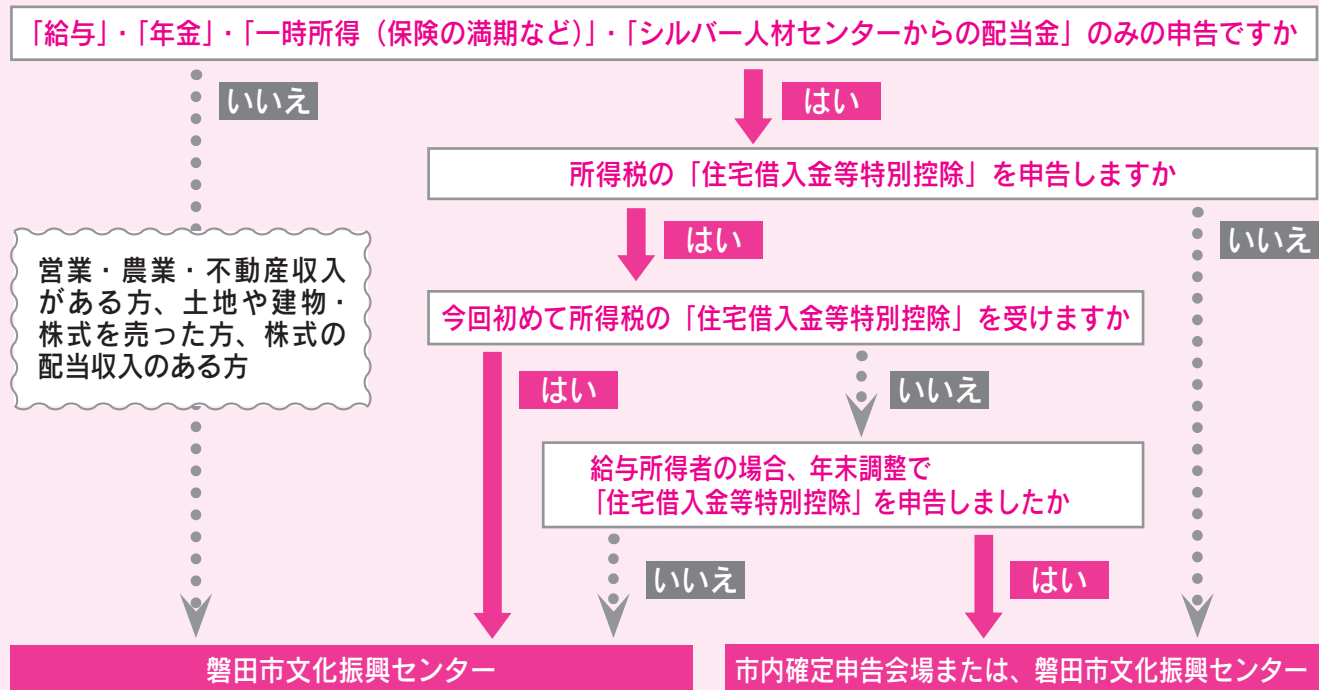 「給与」・「年金」・「一時所得（保険の満期など）」・「シルバー人材センターからの配当金」のみの申告ですか
いいえ
はい
所得税の「住宅借入金等特別控除」を申告しますか
はい
いいえ
営業・農業・不動産収入
がある方、土地や建物・
株式を売った方、株式の
配当収入のある方
今回初めて所得税の「住宅借入金等特別控除」を受けますか
はい
いいえ
給与所得者の場合、年末調整で
「住宅借入金等特別控除」を申告しましたか
いいえ
はい
磐田市文化振興センター
市内確定申告会場または、磐田市文化振興センター